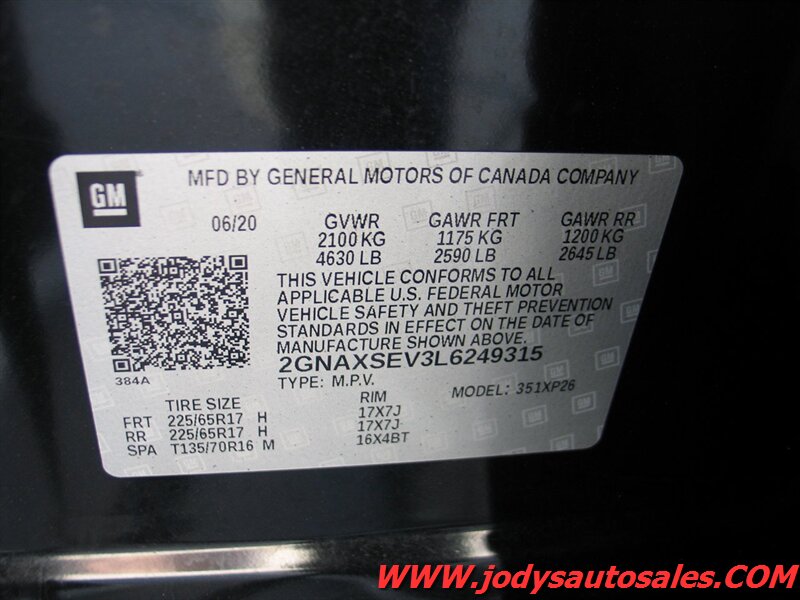 GM
MFD BY GENERAL MOTORS OF CANADA COMPANY
06/20 GVWR GAWR FRT GAWR RR
2100 KG 1175 KG 1200 KG
4630 LB 2590 LB 2645 LB
THIS VEHICLE CONFORMS TO ALL
APPLICABLE U.S. FEDERAL MOTOR
VEHICLE SAFETY AND THEFT PREVENTION
STANDARDS IN EFFECT ON THE DATE OF
MANUFACTURE SHOWN ABOVE.
384A
2GNAXSEV3L6249315
TYPE: M.P.V. MODEL: 351XP26
TIRE SIZE RIM
FRT 225/65R17 H 17X7J
RR 225/65R17 H 17X7J
SPA T135/70R16 M 16X4BT
www.jodysautosales.com